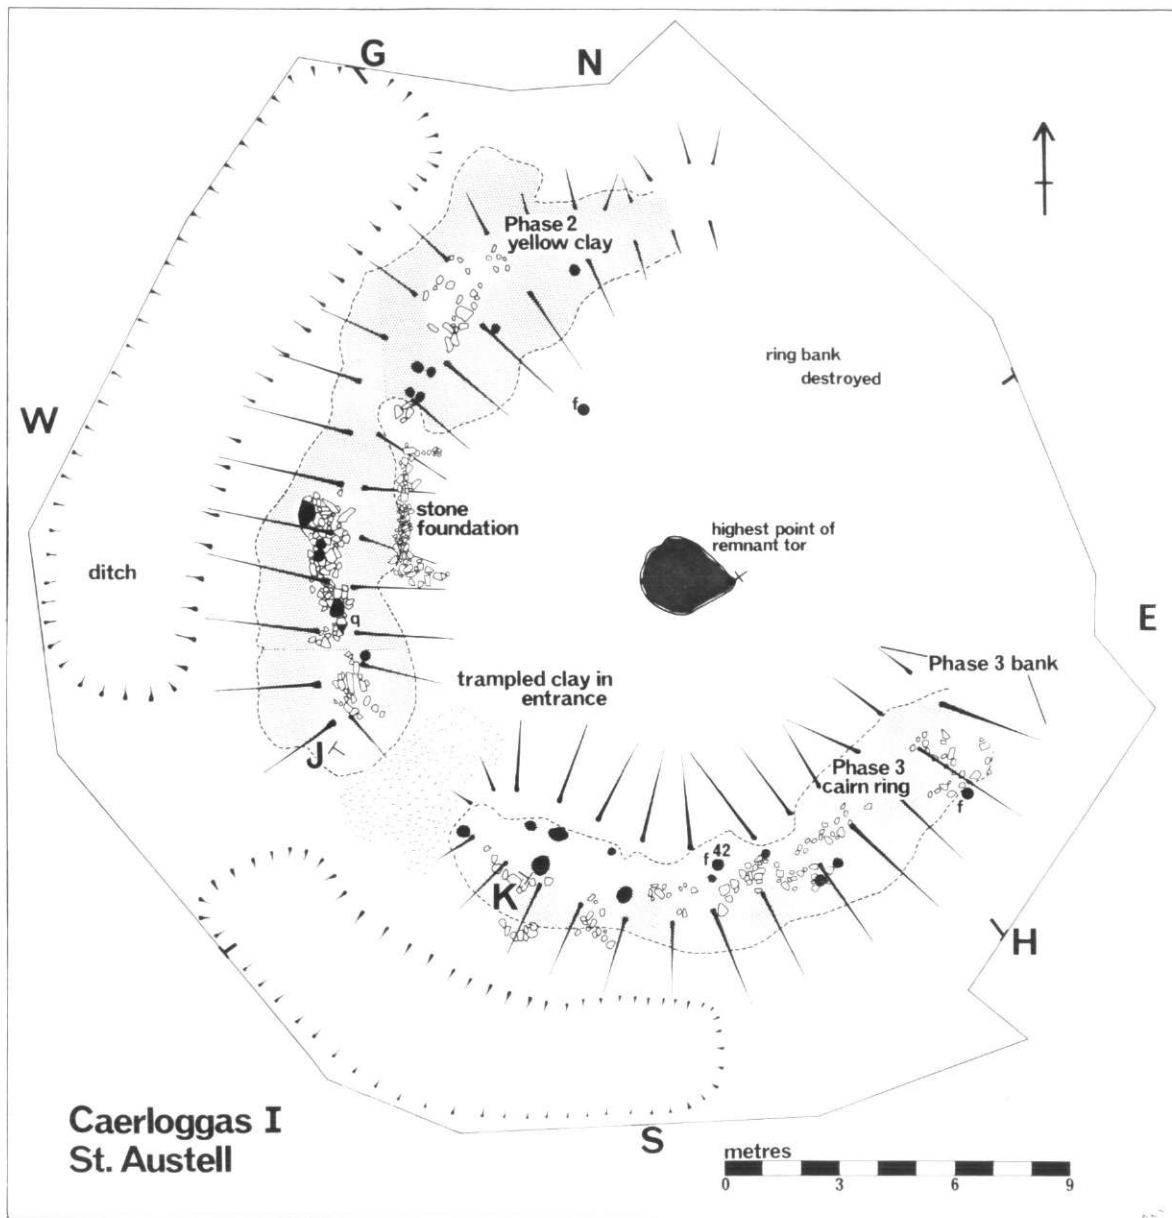 G
N
Phase 2
yellow clay
ring bank
destroyed
W
f
stone
foundation
highest point of
remnant tor
ditch
q
E
Phase 3 bank
trampled clay in
entrance
J
Phase 3
cairn ring
f
f 42
K
H
Caerloggas I
St. Austell
S
metres
0 3 6 9